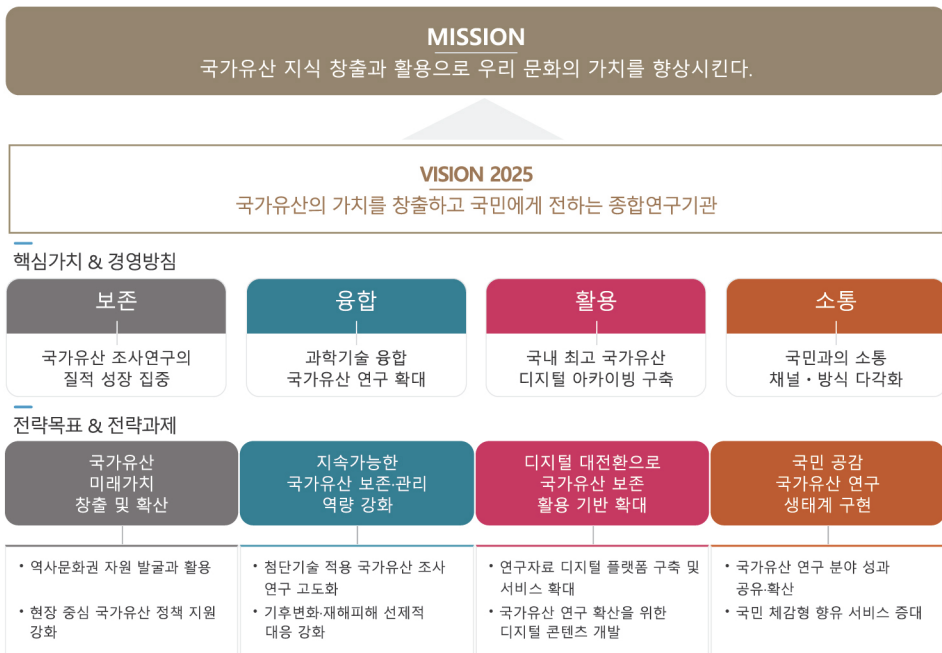 MISSION
국가유산 지식 창출과 활용으로 우리 문화의 가치를 향상시킨다.
VISION 2025
국가유산의 가치를 창출하고 국민에게 전하는 종합연구기관
핵심가치 & 경영방침
보존
국가유산 조사연구의
질적 성장 집중
융합
과학기술 융합
국가유산 연구 확대
활용
국내 최고 국가유산
디지털 아카이빙 구축
소통
국민과의 소통
채널・방식 다각화
전략목표 & 전략과제
국가유산
미래가치
창출 및 확산
• 역사문화권 자원 발굴과 활용
• 현장 중심 국가유산 정책 지원
강화
지속가능한
국가유산 보존·관리
역량 강화
• 첨단기술 적용 국가유산 조사
연구 고도화
• 기후변화·재해피해 선제적
대응 강화
디지털 대전환으로
국가유산 보존
활용 기반 확대
• 연구자료 디지털 플랫폼 구축 및
서비스 확대
• 국가유산 연구 확산을 위한
디지털 콘텐츠 개발
국민 공감
국가유산 연구
생태계 구현
• 국가유산 연구 분야 성과
공유·확산
• 국민 체감형 향유 서비스 증대